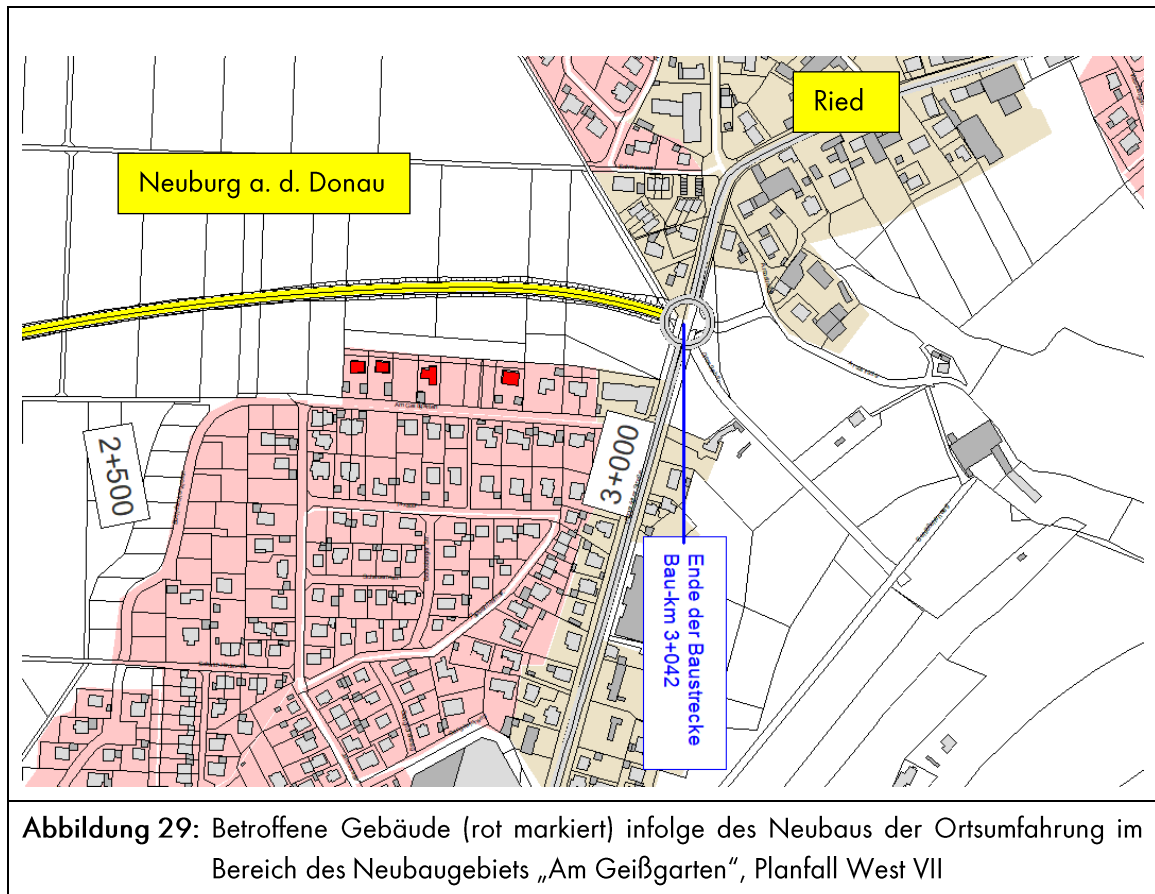 Ried
Neuburg a. d. Donau
2+500
3+000
Ende der Baustrecke
Bau-km 3+042
Abbildung 29: Betroffene Gebäude (rot markiert) infolge des Neubaus der Ortsumfahrung im
Bereich des Neubaugebiets „Am Geißgarten“, Planfall West VII